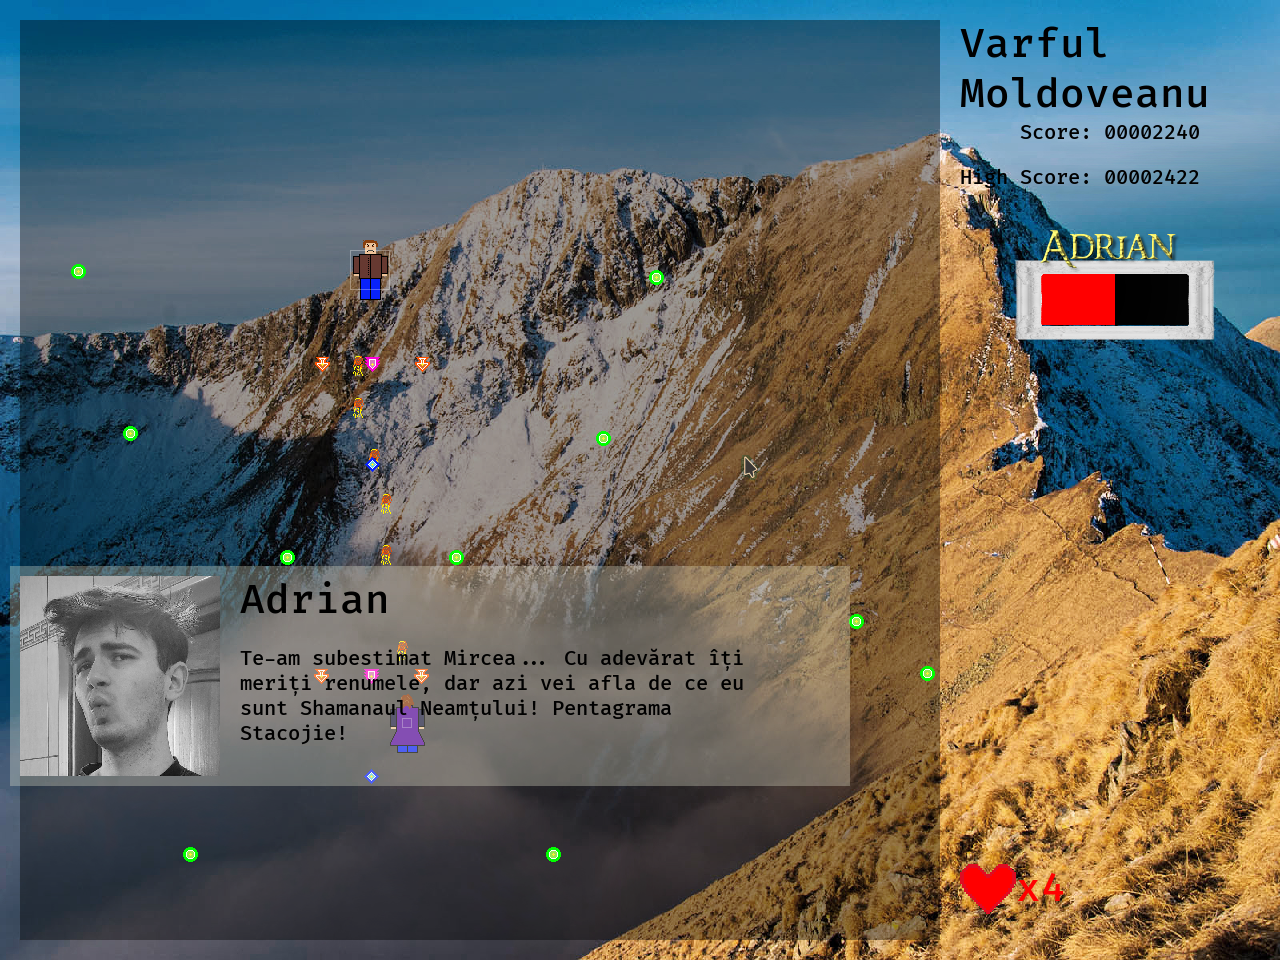 Varful
Moldoveanu
Score: 00002240
High Score: 00002422
ADRIAN
Adrian
Te-am subestimat Mircea... Cu adevărat îți
meriți renumele, dar azi vei afla de ce eu
sunt Shamanaul Neamțului! Pentagrama
Stacojie!
x4